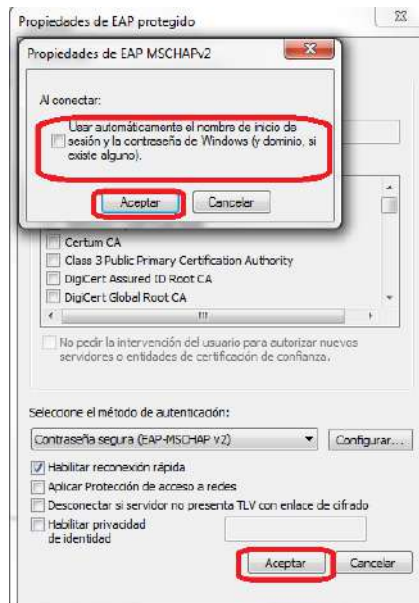 Propiedades de EAP protegido
Propiedades de EAP MSCHAPv2
Al conectar:
Usar automáticamente el nombre de inicio de
sesión y la contraseña de Windows (y dominio, si
existe alguno).
Aceptar
Cancelar
Certum CA
Class 3 Public Primary Certification Authority
DigiCert Assured ID Root CA
DigiCert Global Root CA
No pedir la intervención del usuario para autorizar nuevos
servidores o entidades de certificación de confianza.
Seleccione el método de autenticación:
Contraseña segura (EAP-MSCHAP v2)
Configurar...
Habilitar reconexión rápida
Aplicar Protección de acceso a redes
Desconectar si servidor no presenta TLV con enlace de cifrado
Habilitar privacidad
de identidad
Aceptar
Cancelar